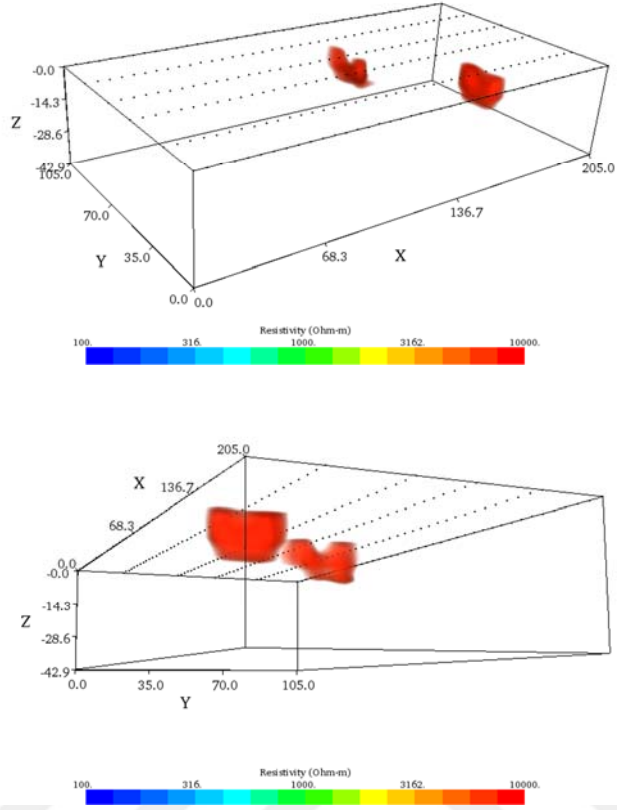 -0.0
-14.3
Z
-28.6
-42.9
105.0
205.0
70.0
136.7
Y
35.0
68.3
X
0.0 0.0
Resistivity (Ohm-m)
100. 316. 1000. 3162. 10000.
205.0
X
136.7
68.3
0.0
-0.0
-14.3
Z
-28.6
-42.9
0.0 35.0 70.0 105.0
Y
Resistivity (Ohm-m)
100. 316. 1000. 3162. 10000.